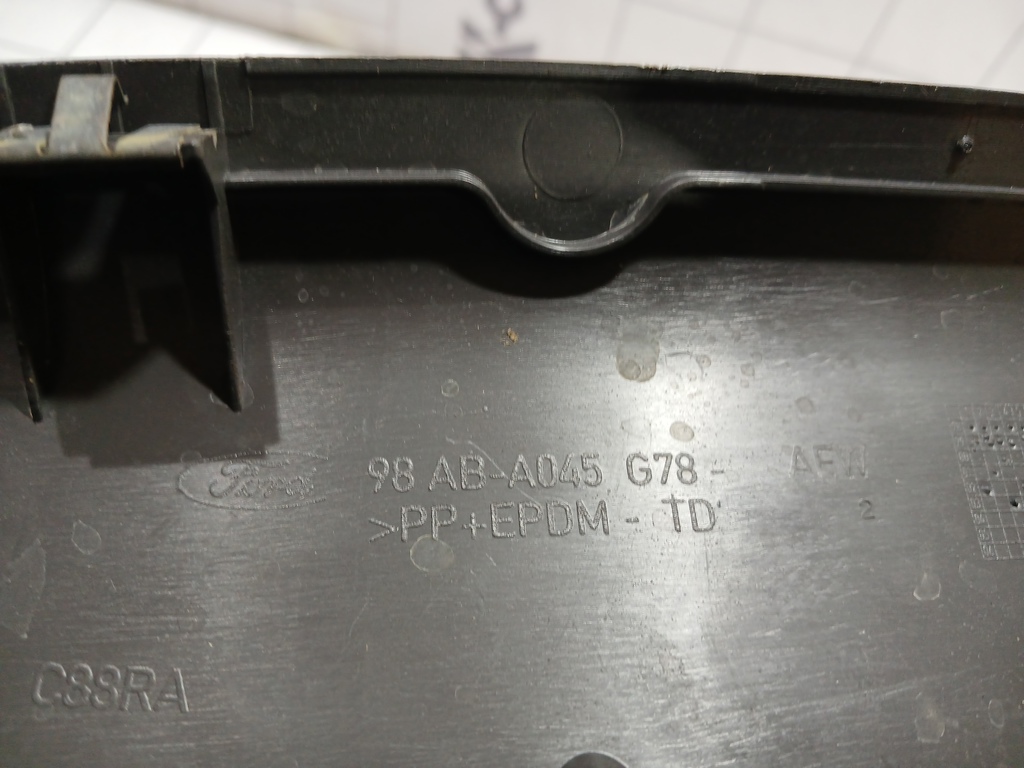 Ford 98 AB-A045 G78-
>PP+EPDM - TD
2
C88RA